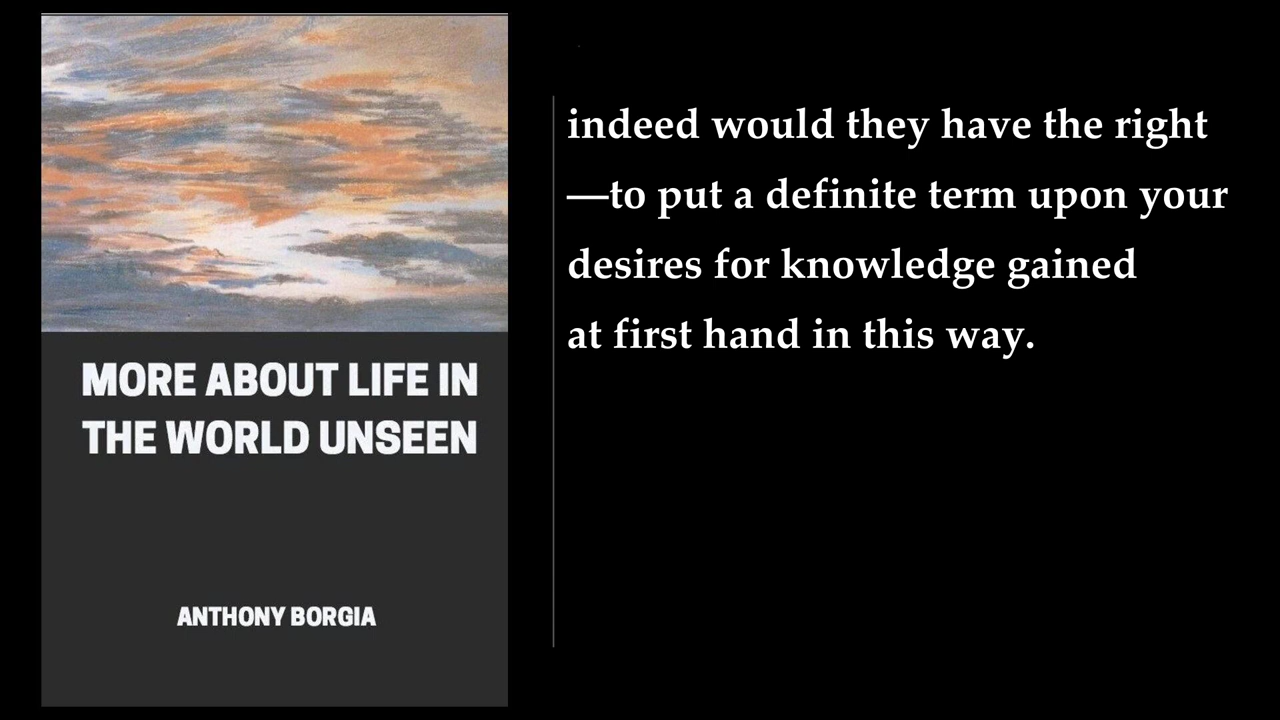 MORE ABOUT LIFE IN
THE WORLD UNSEEN
ANTHONY BORGIA
indeed would they have the right
—to put a definite term upon your
desires for knowledge gained
at first hand in this way.